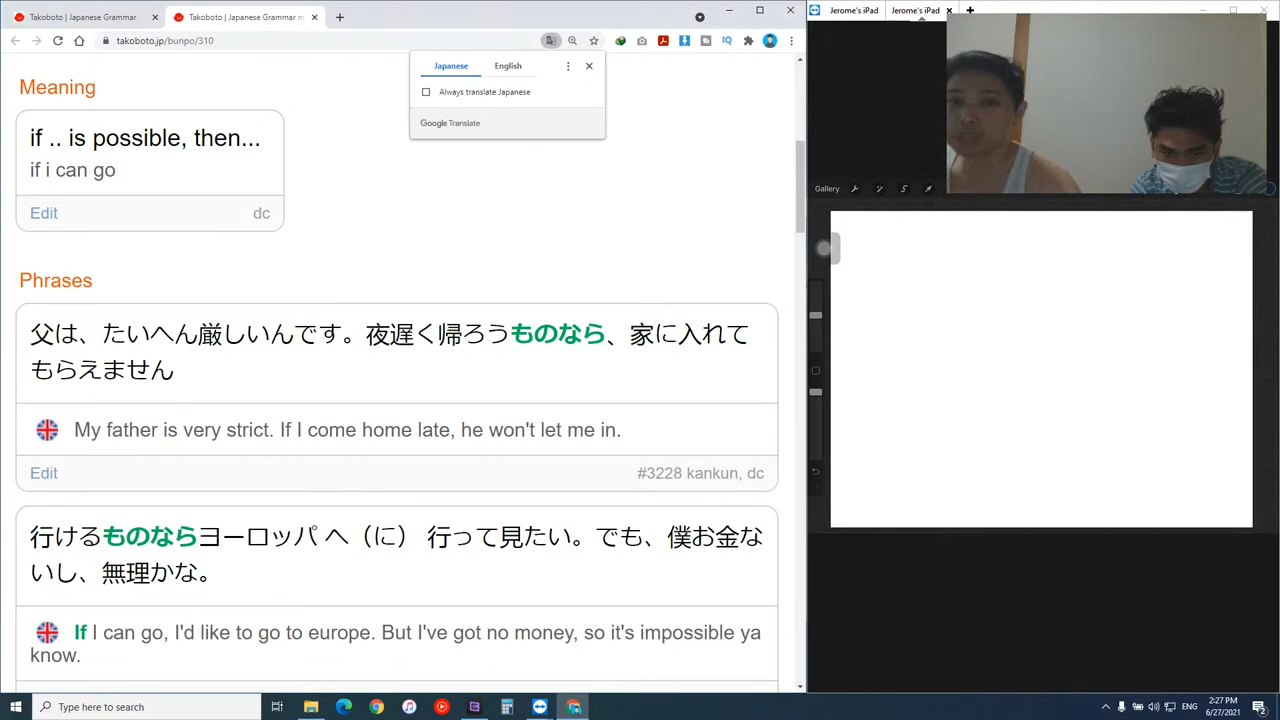 Takoboto | Japanese Grammar
Takoboto | Japanese Grammar r
Jerome's iPad
Jerome's iPad
takoboto.jp/bunpo/310
Japanese
English
Always translate Japanese
Google Translate
Meaning
if .. is possible, then...
if i can go
Edit
dc
Gallery
Phrases
父は、たいへん厳しいんです。夜遅く帰ろうものなら、家に入れて
もらえません
My father is very strict. If I come home late, he won't let me in.
Edit
#3228 kankun, dc
行けるものならヨーロッパ へ（に） 行って見たい。でも、僕お金な
いし、無理かな。
If I can go, I'd like to go to europe. But I've got no money, so it's impossible ya
know.
Type here to search
ENG
2:27 PM
6/27/2021
2